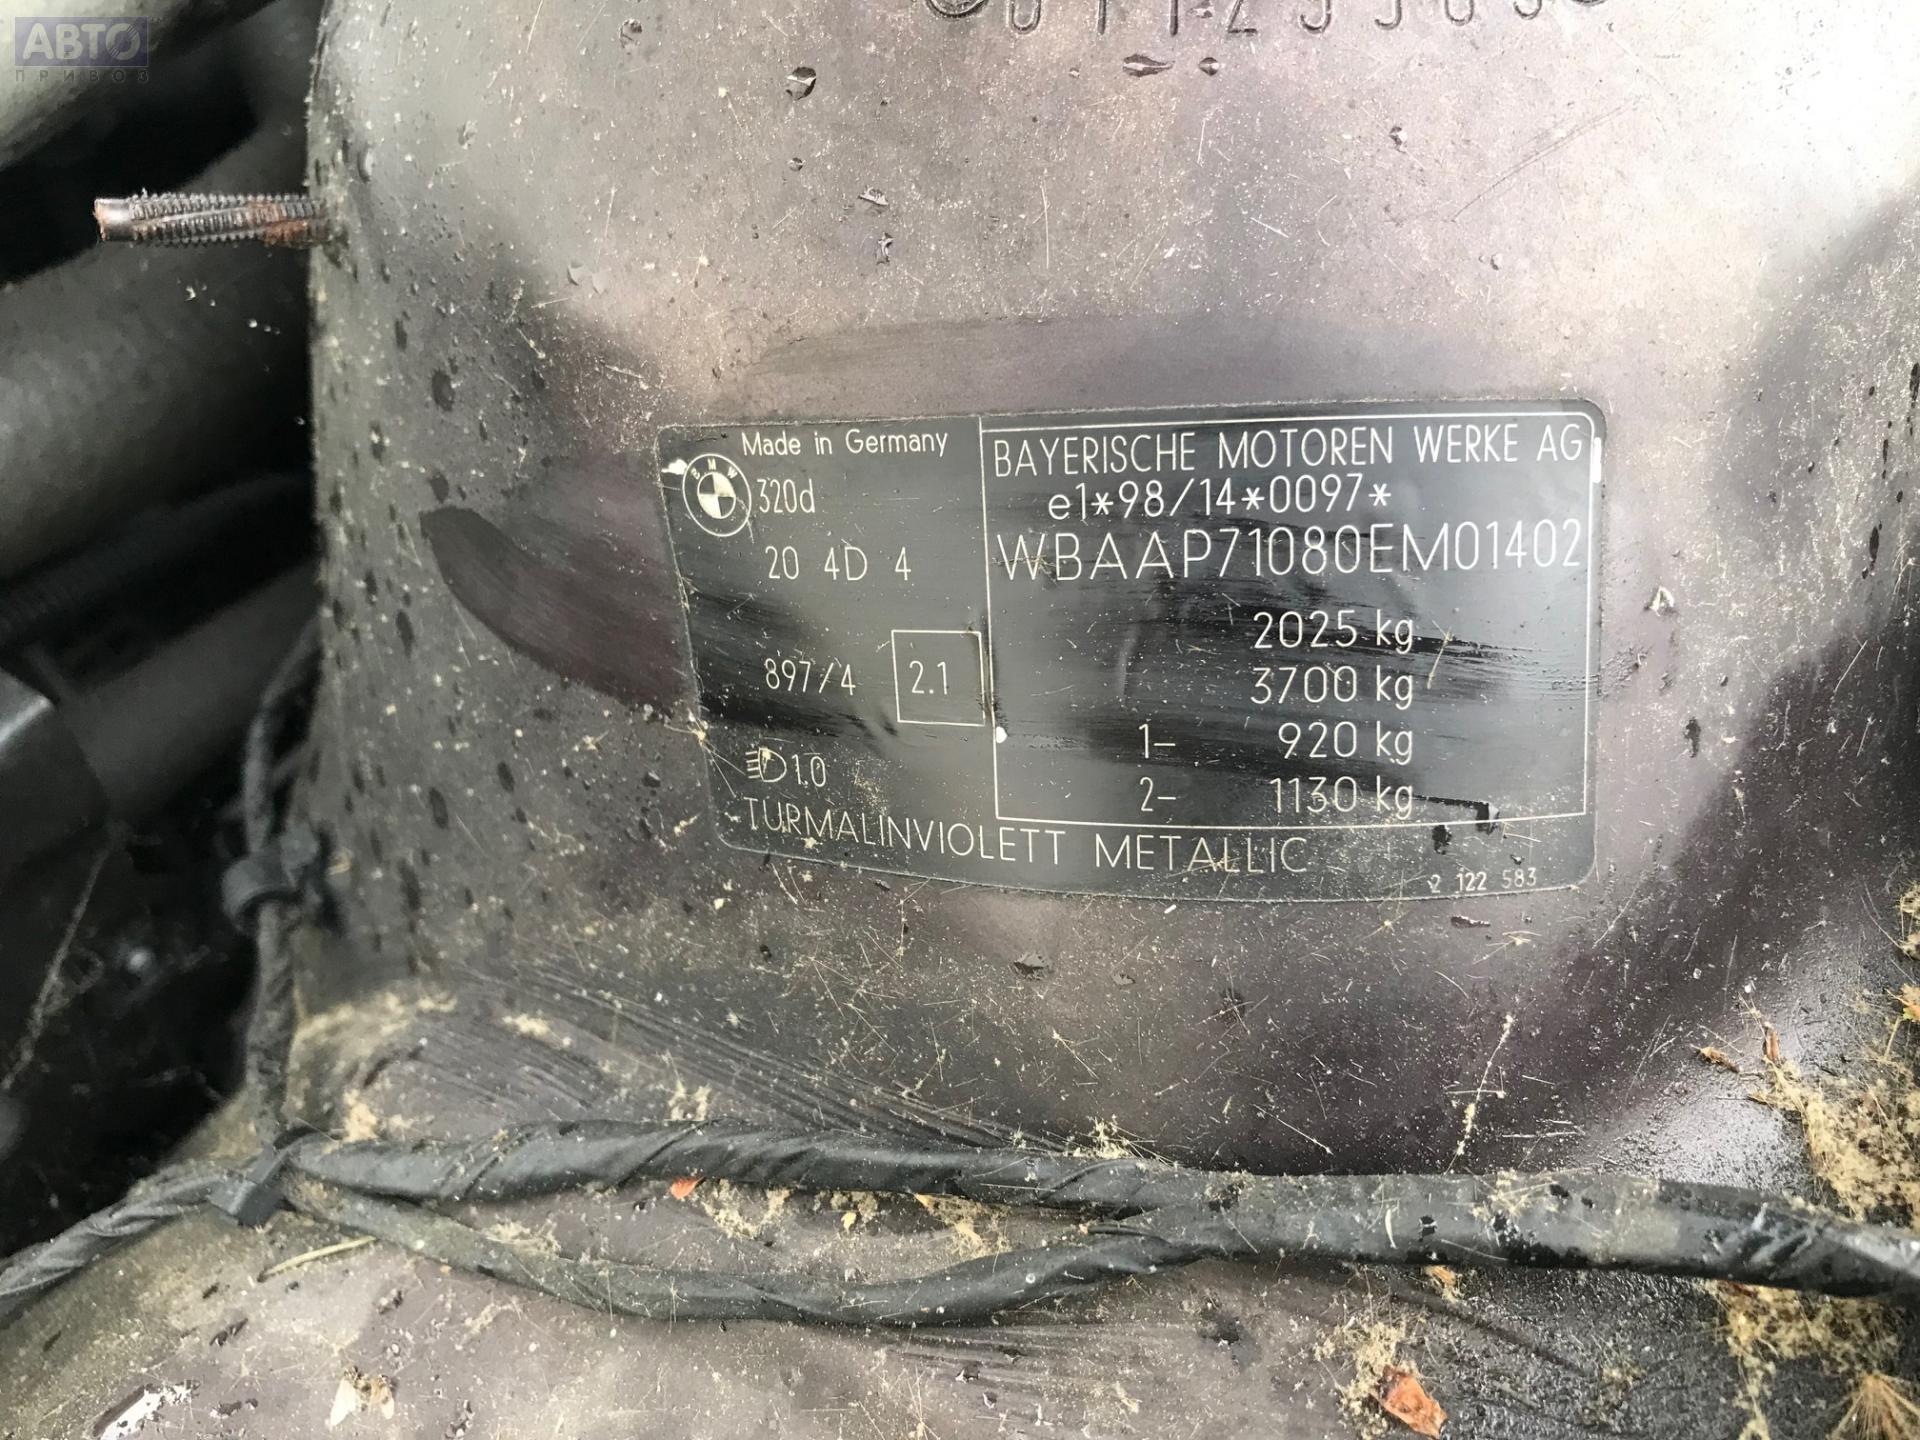 АВТО
ПРИВОЗ
Made in Germany
BMW
320d
20 4D 4
897/4 2.1
1.0
TURMALINVIOLETT METALLIC
BAYERISCHE MOTOREN WERKE AG
e1*98/14*0097*
WBAAP71080EM01402
2025 kg
3700 kg
1- 920 kg
2- 1130 kg
2 122 583